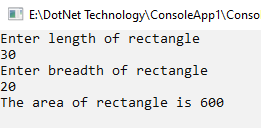 E:\DotNet Technology\ConsoleApp1\Conso
Enter length of rectangle
30
Enter breadth of rectangle
20
The area of rectangle is 600